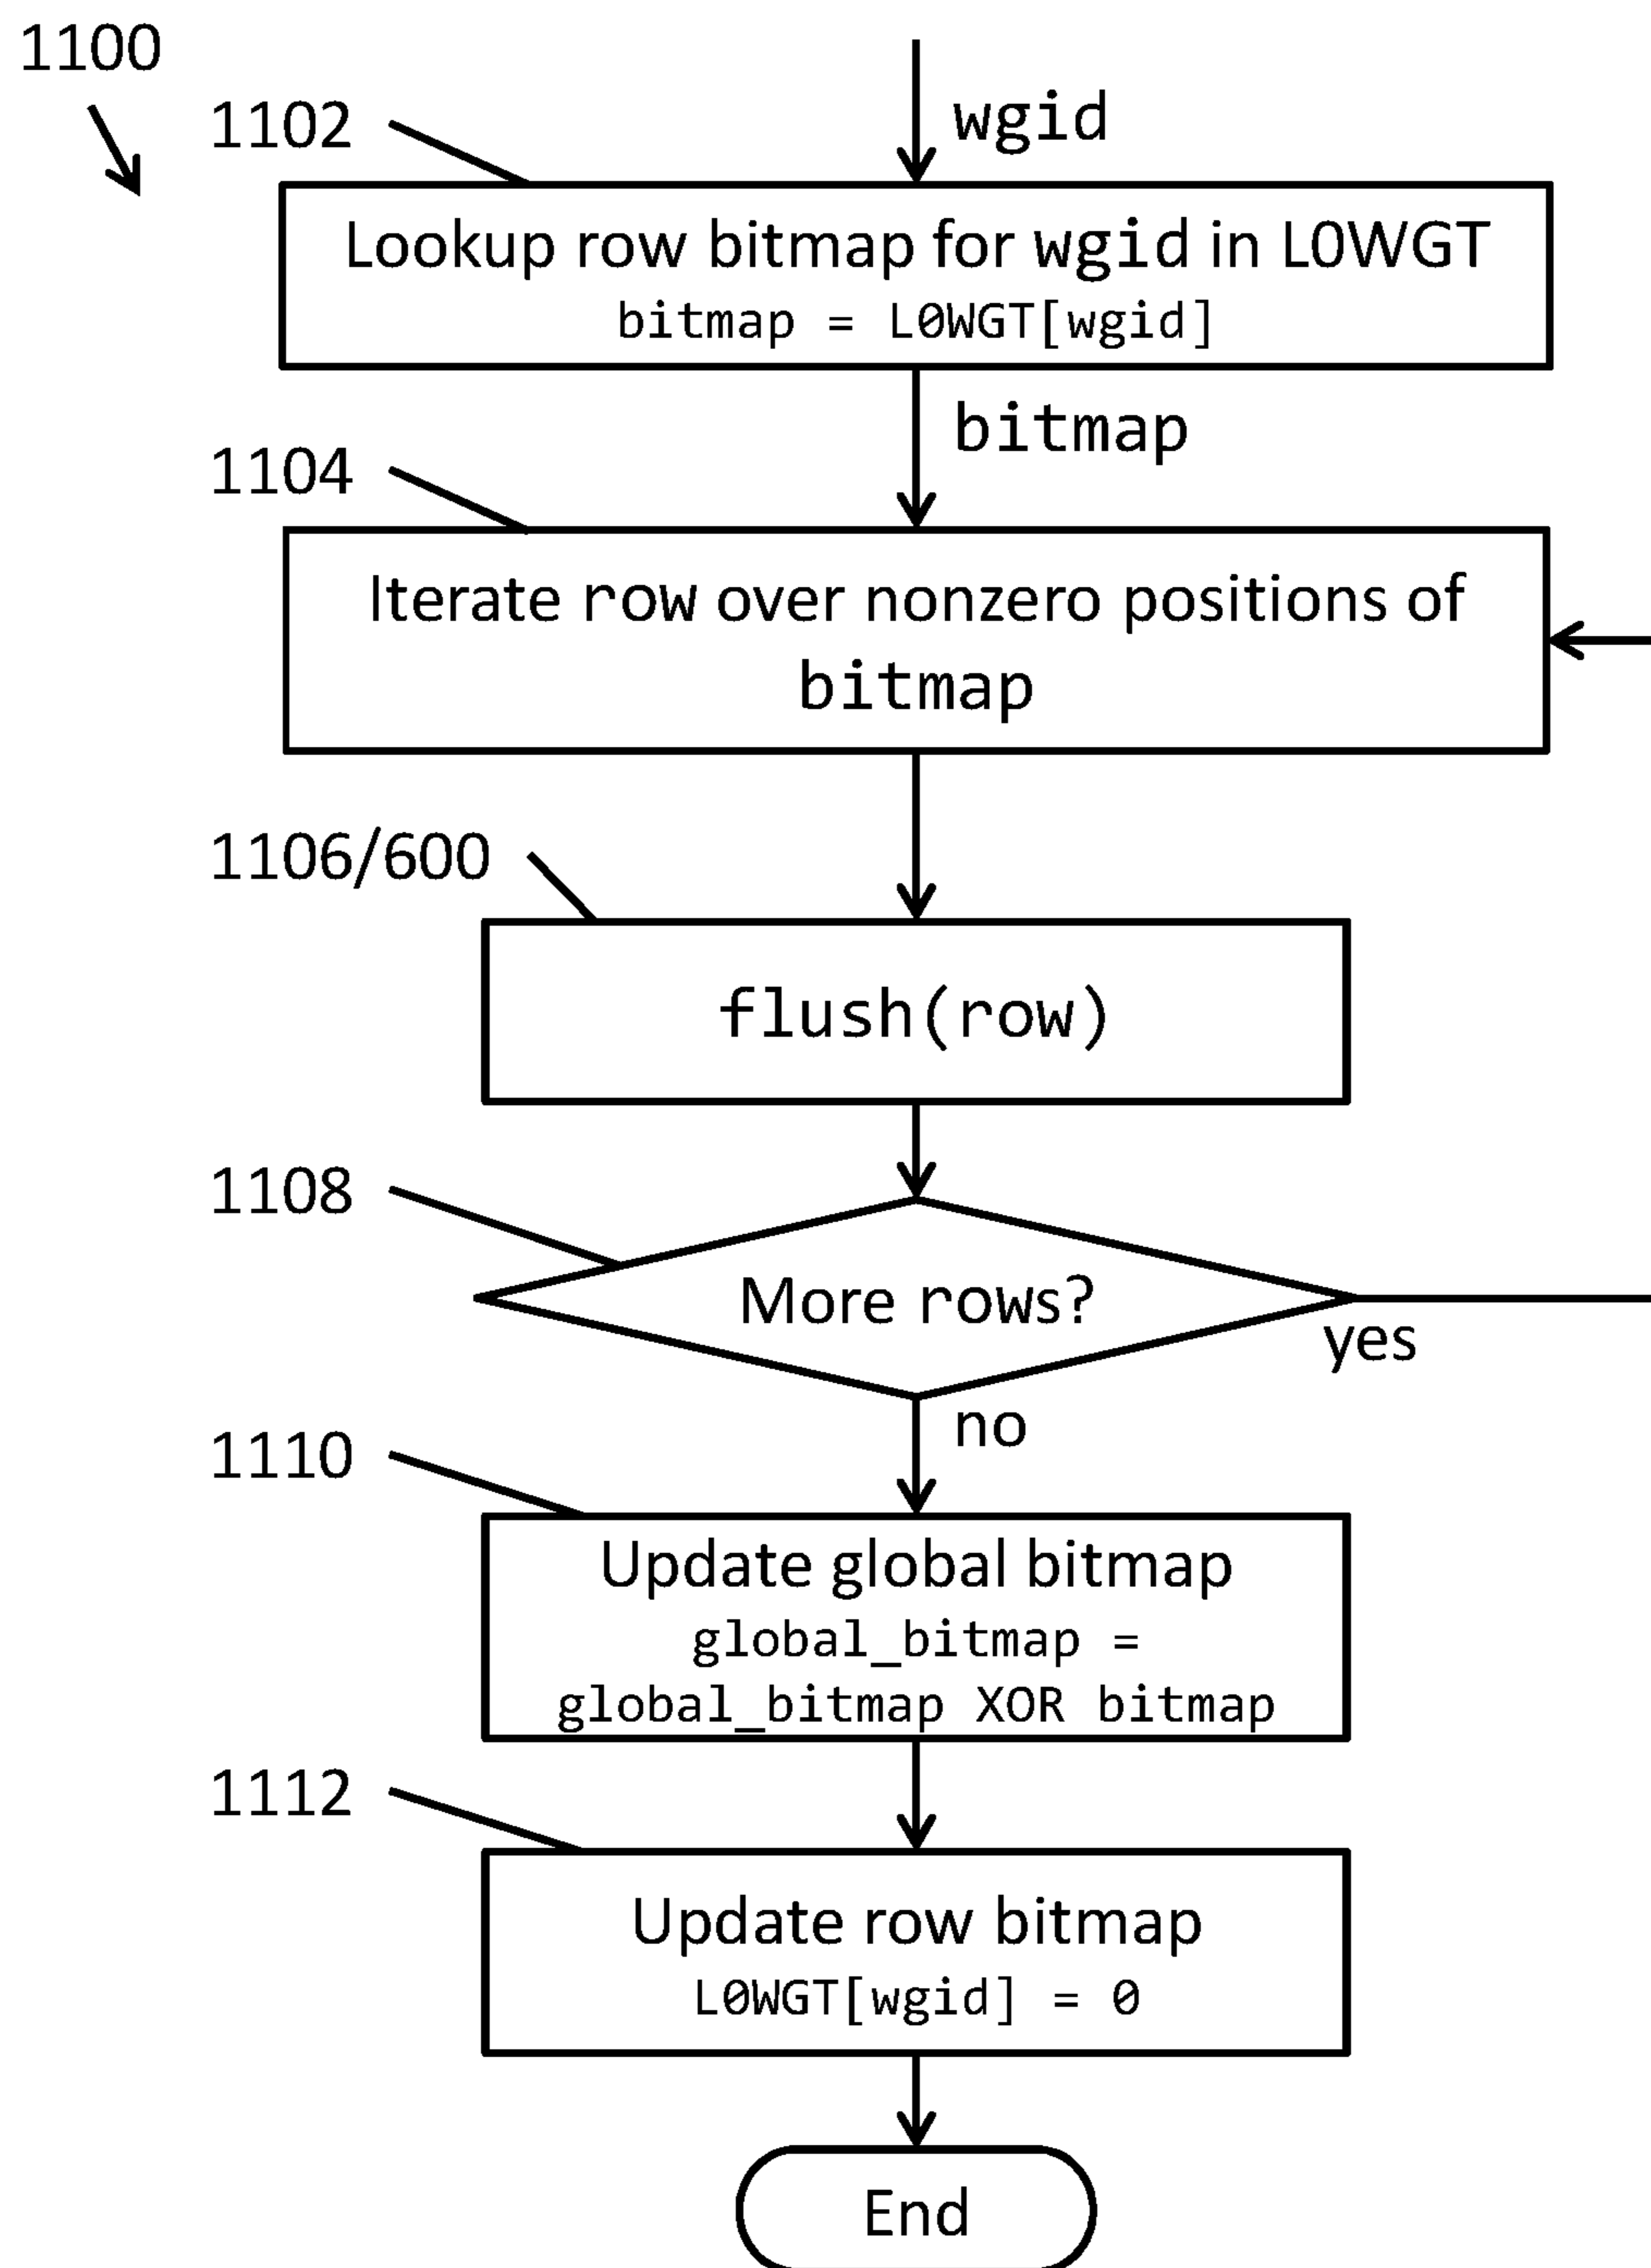 1100
1102
wgid
Lookup row bitmap for wgid in L0WGT
bitmap = L0WGT[wgid]
bitmap
1104
Iterate row over nonzero positions of
bitmap
1106/600
flush(row)
1108
More rows?
yes
no
1110
Update global bitmap
global_bitmap =
global_bitmap XOR bitmap
1112
Update row bitmap
L0WGT[wgid] = 0
End